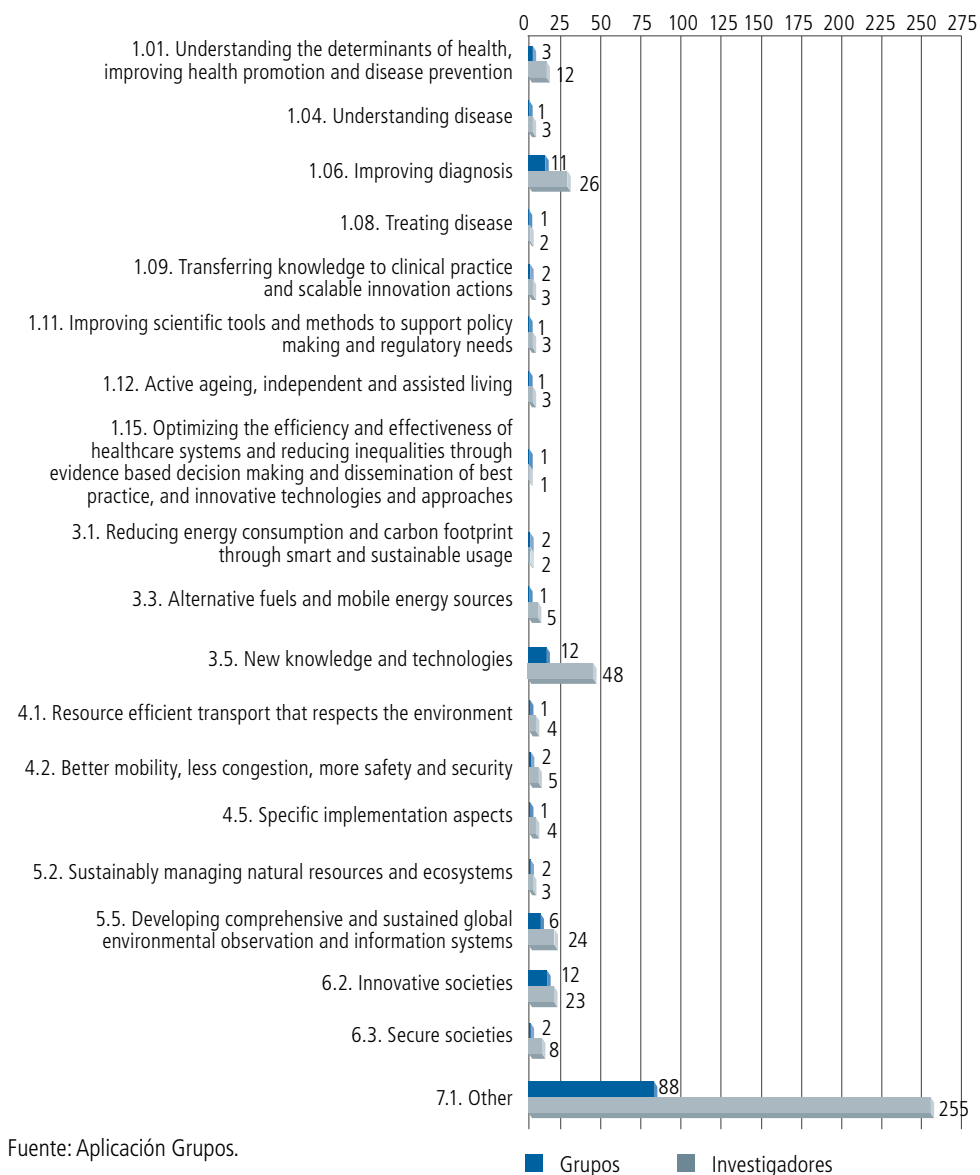 0 25 50 75 100 125 150 175 200 225 250 275
1.01. Understanding the determinants of health,
improving health promotion and disease prevention
3
12
1.04. Understanding disease
1
3
1.06. Improving diagnosis
11
26
1.08. Treating disease
1
2
1.09. Transferring knowledge to clinical practice
and scalable innovation actions
2
3
1.11. Improving scientific tools and methods to support policy
making and regulatory needs
1
3
1.12. Active ageing, independent and assisted living
1
3
1.15. Optimizing the efficiency and effectiveness of
healthcare systems and reducing inequalities through
evidence based decision making and dissemination of best
practice, and innovative technologies and approaches
1
1
3.1. Reducing energy consumption and carbon footprint
through smart and sustainable usage
2
2
3.3. Alternative fuels and mobile energy sources
1
5
3.5. New knowledge and technologies
12
48
4.1. Resource efficient transport that respects the environment
1
4
4.2. Better mobility, less congestion, more safety and security
2
5
4.5. Specific implementation aspects
1
4
5.2. Sustainably managing natural resources and ecosystems
2
3
5.5. Developing comprehensive and sustained global
environmental observation and information systems
6
24
6.2. Innovative societies
12
23
6.3. Secure societies
2
8
7.1. Other
88
255
Fuente: Aplicación Grupos.
Grupos Investigadores